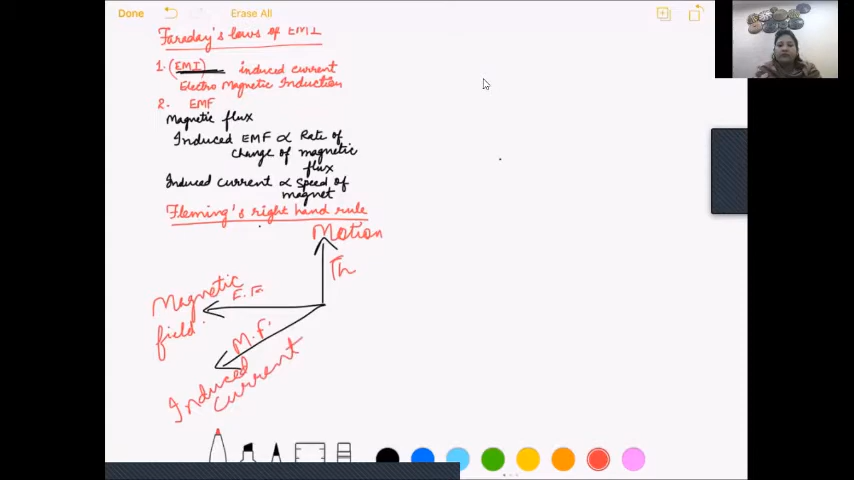 Done
Erase All
Faraday's laws of EMI
1. (EMI) induced current
Electro Magnetic Induction
2. EMF
Magnetic flux
Induced EMF ∝ Rate of
change of magnetic
flux
Induced current ∝ speed of
magnet
Fleming's right hand rule
Motion
Th
Magnetic
F.F
field
M.F.
Induced
current